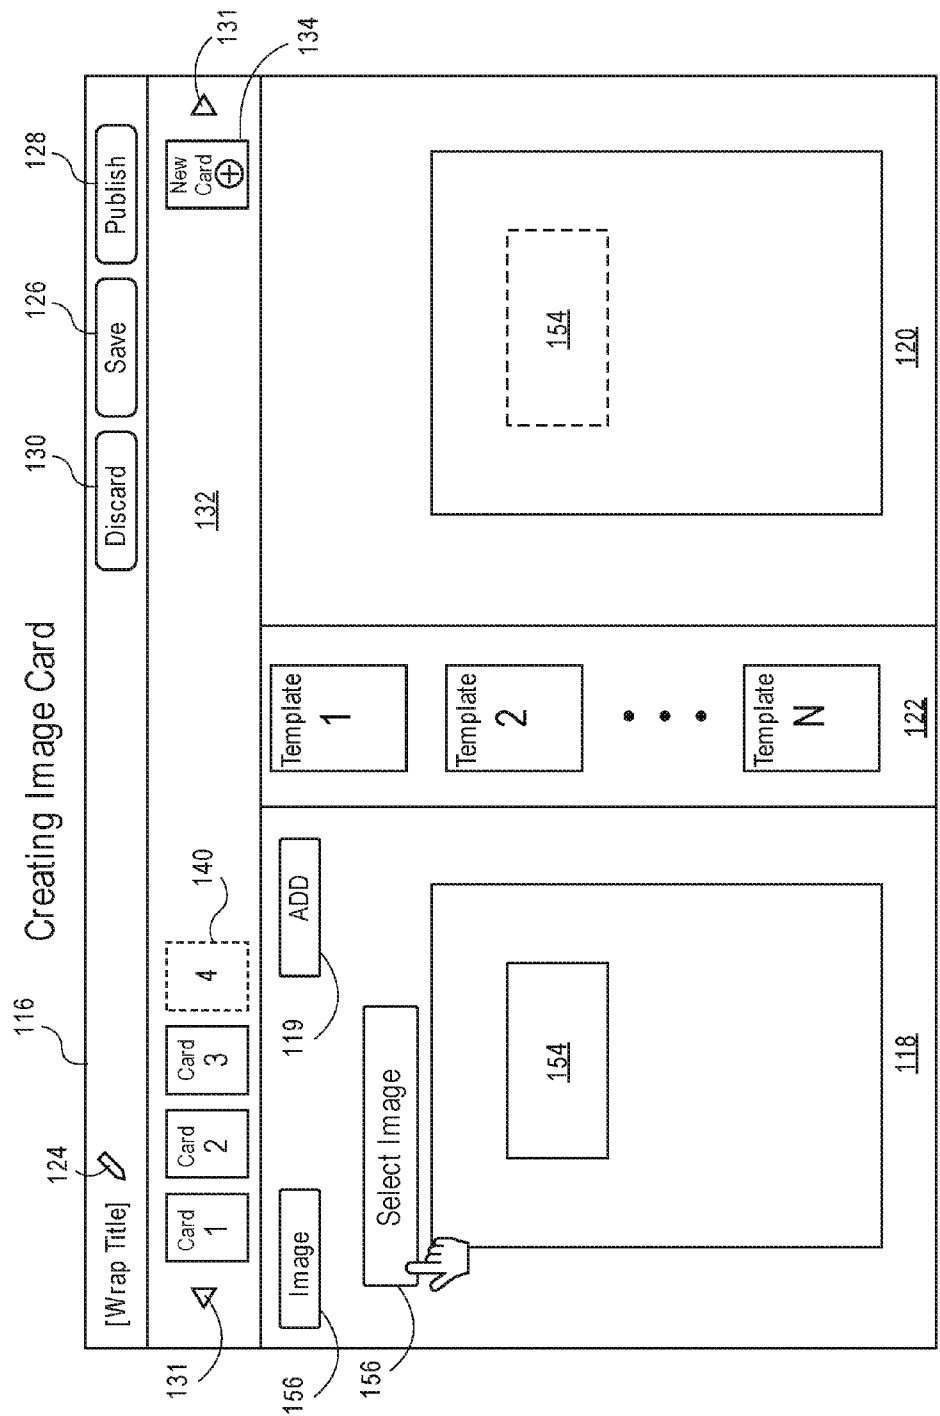 Creating Image Card
116
124
130
126
128
[Wrap Title]
Discard
Save
Publish
131
131
134
Card
1
Card
2
Card
3
4
140
132
New
Card
156
Image
119
ADD
156
Select Image
154
118
Template
1
Template
2
Template
N
122
154
120